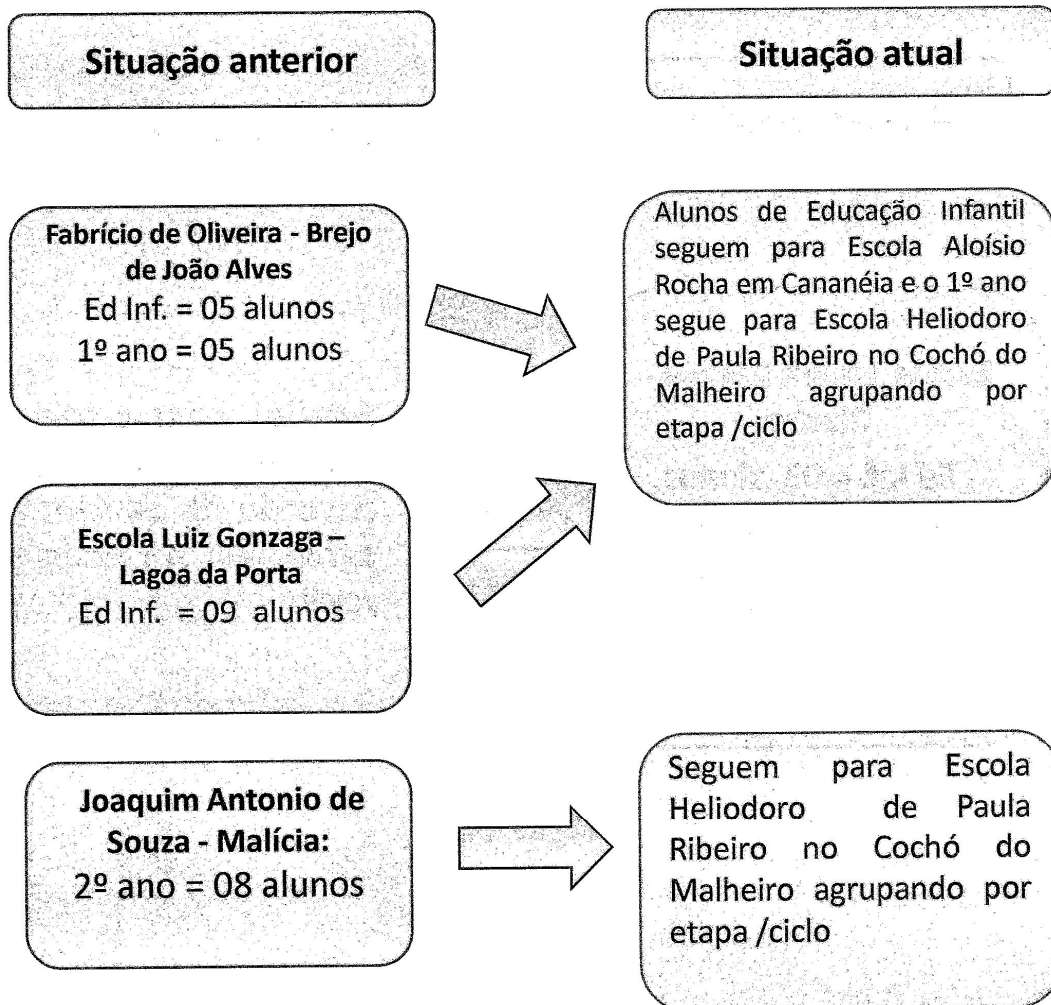 Situação anterior
Situação atual
Fabrício de Oliveira - Brejo
de João Alves
Ed Inf. = 05 alunos
1º ano = 05 alunos
Alunos de Educação Infantil
seguem para Escola Aloísio
Rocha em Cananéia e o 1º ano
segue para Escola Heliodoro
de Paula Ribeiro no Cochó do
Malheiro agrupando por
etapa /ciclo
Escola Luiz Gonzaga –
Lagoa da Porta
Ed Inf. = 09 alunos
Joaquim Antonio de
Souza - Malícia:
2º ano = 08 alunos
Seguem para Escola
Heliodoro de Paula
Ribeiro no Cochó do
Malheiro agrupando por
etapa /ciclo